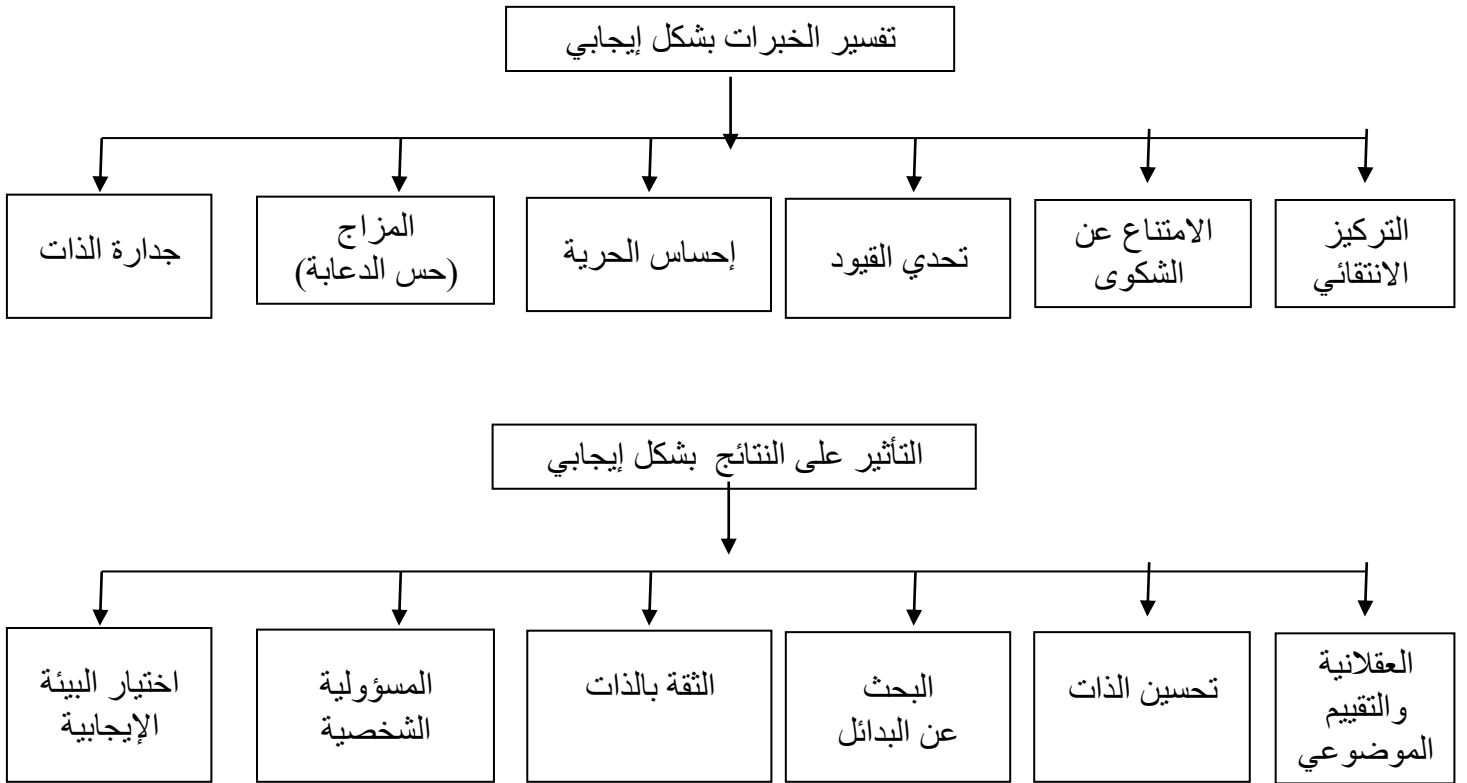 تفسير الخبرات بشكل إيجابي
التركيز
الانتقائي
الامتناع عن
الشكوى
تحدي القيود
إحساس الحرية
المزاج
(حس الدعابة)
جدارة الذات
التأثير على النتائج بشكل إيجابي
العقلانية
والتقييم
الموضوعي
تحسين الذات
البحث
عن البدائل
الثقة بالذات
المسؤولية
الشخصية
اختيار البيئة
الإيجابية